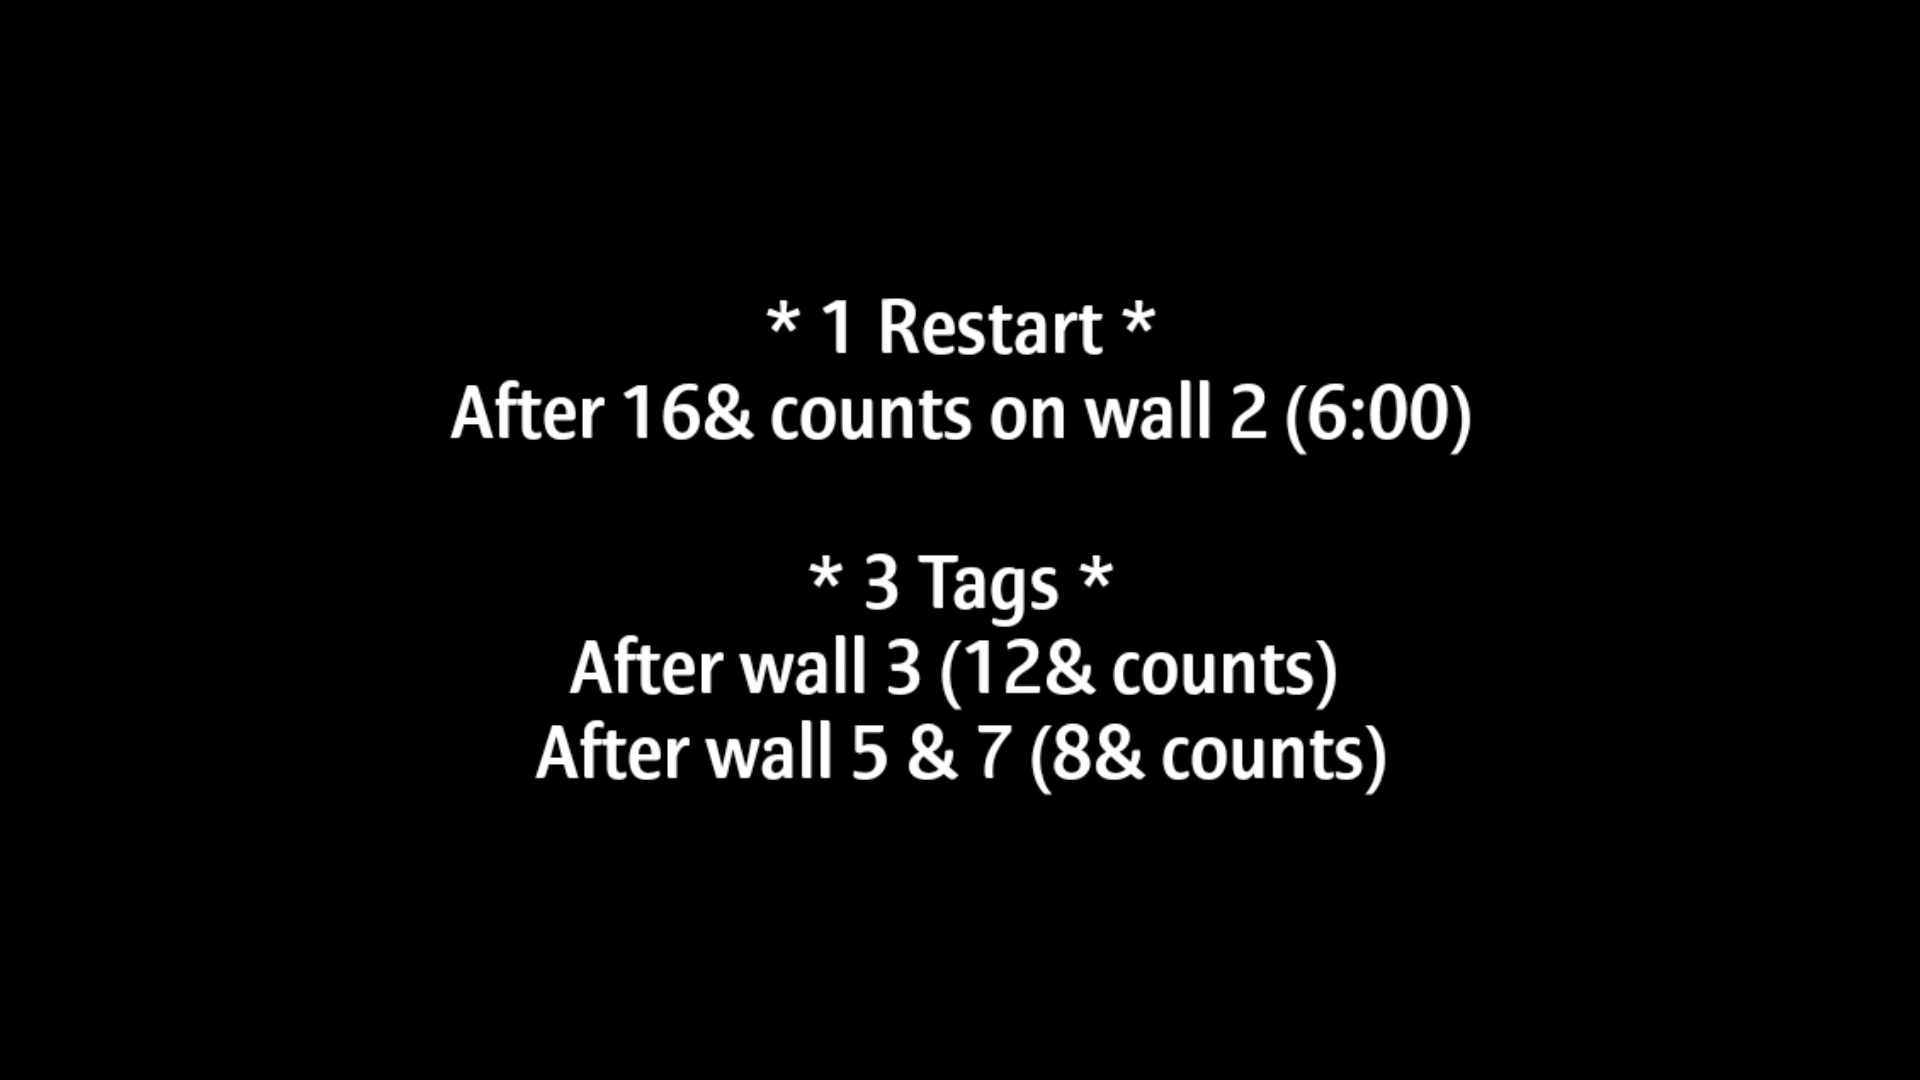 * 1 Restart *
After 16& counts on wall 2 (6:00)
* 3 Tags *
After wall 3 (12& counts)
After wall 5 & 7 (8& counts)